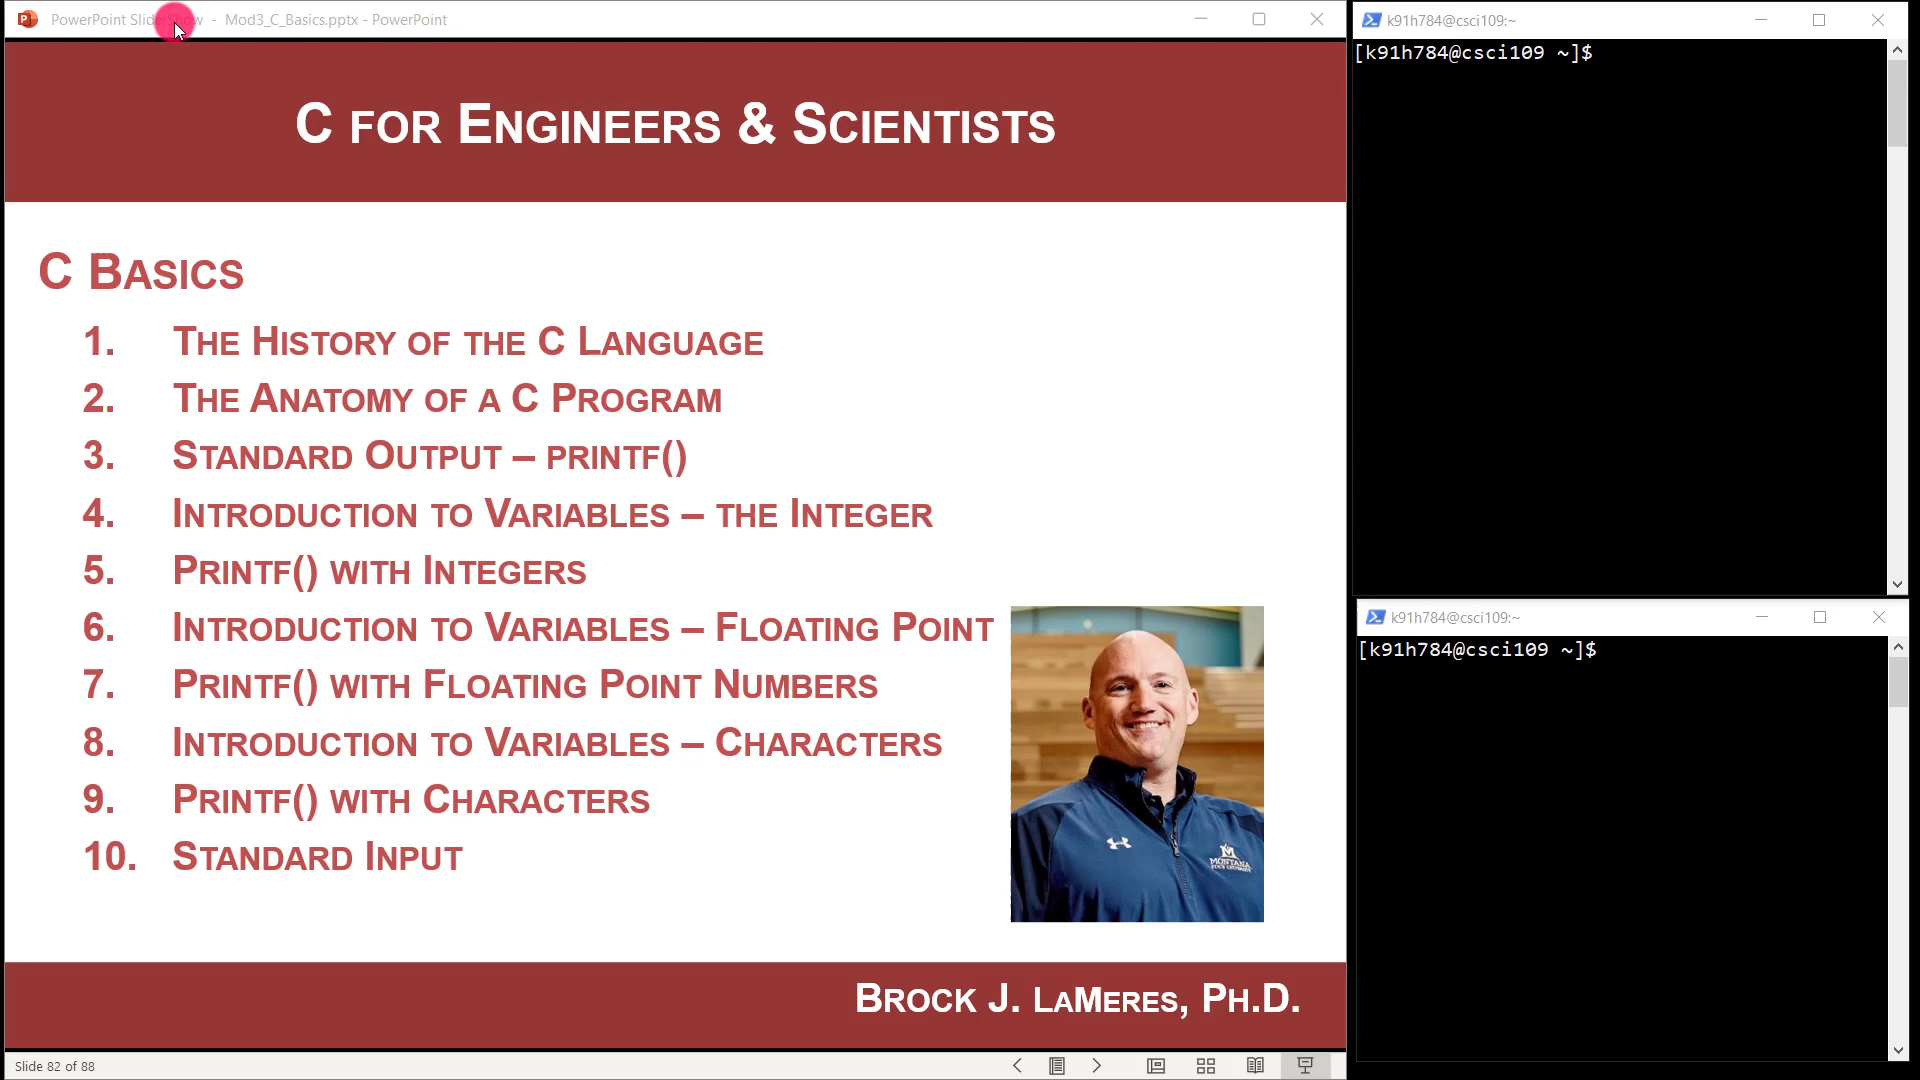 PowerPoint Slide Show - Mod3_C_Basics.pptx - PowerPoint
C FOR ENGINEERS & SCIENTISTS
C BASICS
1. THE HISTORY OF THE C LANGUAGE
2. THE ANATOMY OF A C PROGRAM
3. STANDARD OUTPUT – PRINTF()
4. INTRODUCTION TO VARIABLES – THE INTEGER
5. PRINTF() WITH INTEGERS
6. INTRODUCTION TO VARIABLES – FLOATING POINT
7. PRINTF() WITH FLOATING POINT NUMBERS
8. INTRODUCTION TO VARIABLES – CHARACTERS
9. PRINTF() WITH CHARACTERS
10. STANDARD INPUT
MONTANA
STATE UNIVERSITY
BROCK J. LAMERES, PH.D.
Slide 82 of 88
k91h784@csci109:~
[k91h784@csci109 ~]$
k91h784@csci109:~
[k91h784@csci109 ~]$